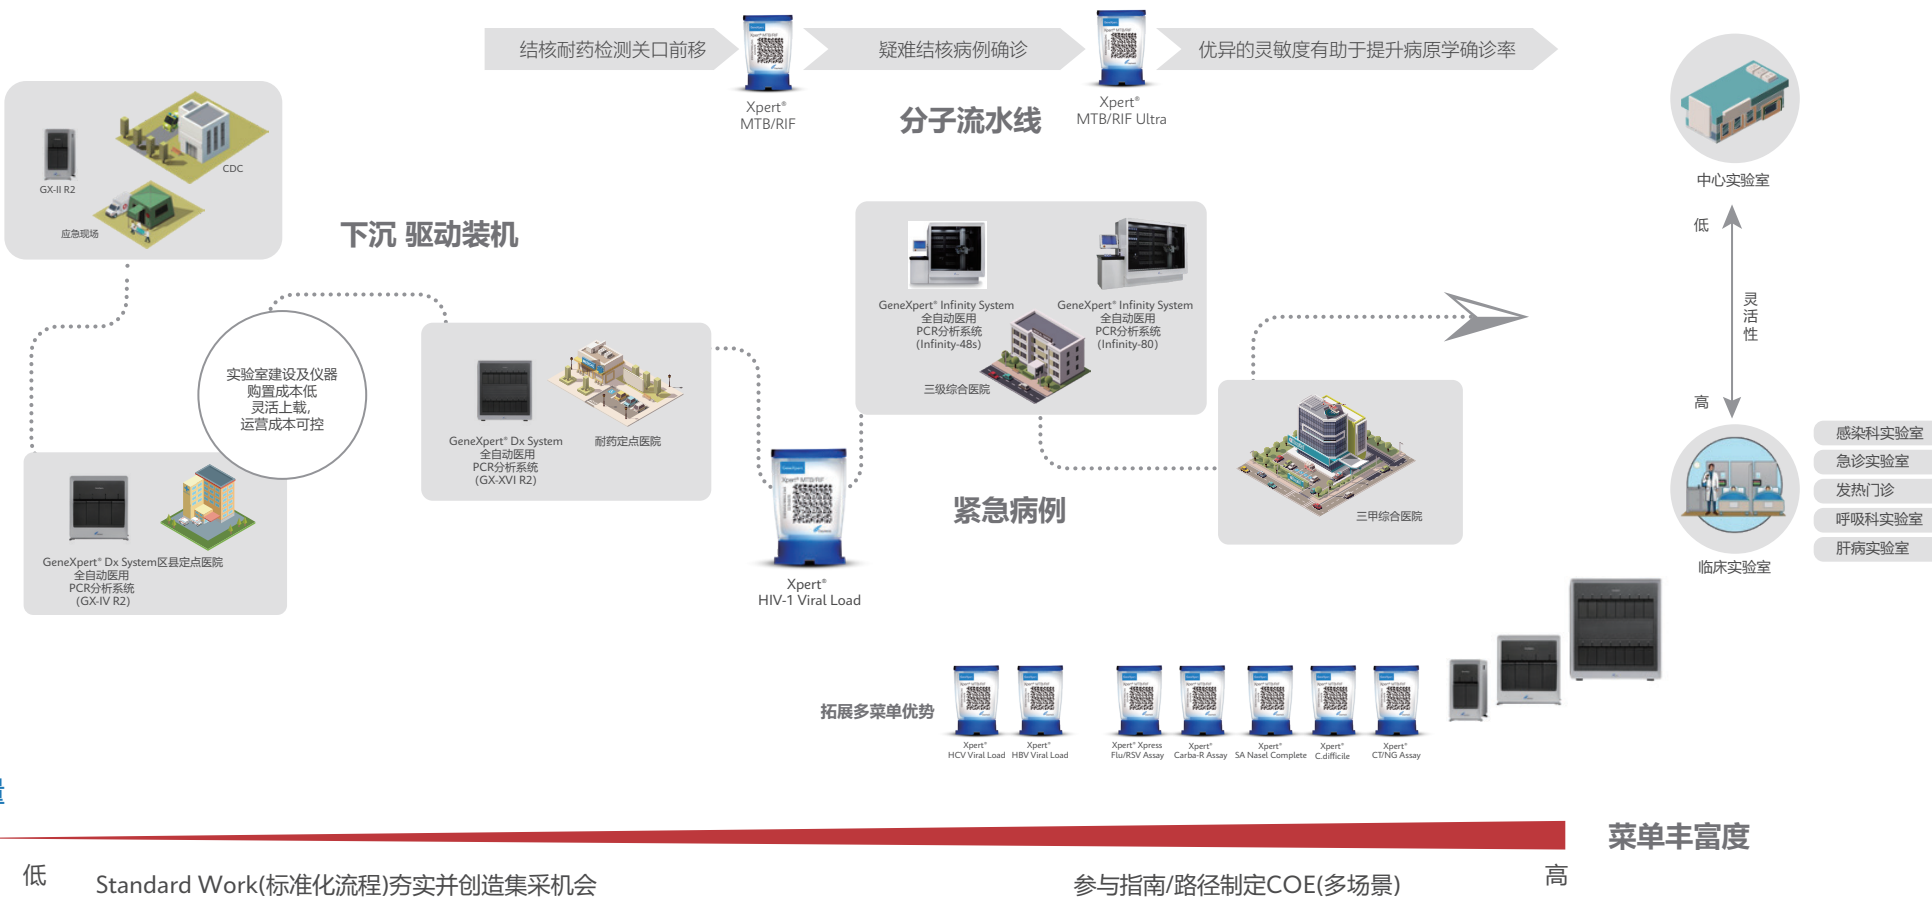 结核耐药检测关口前移
疑难结核病例确诊
优异的灵敏度有助于提升病原学确诊率
Xpert®
MTB/RIF
Xpert®
MTB/RIF Ultra
分子流水线
GX-II R2
CDC
应急现场
下沉 驱动装机
实验室建设及仪器
购置成本低
灵活上载,
运营成本可控
GeneXpert® Dx System
全自动医用
PCR分析系统
(GX-IV R2)
区县定点医院
GeneXpert® Dx System
全自动医用
PCR分析系统
(GX-XVI R2)
耐药定点医院
Xpert® MTB/RIF
Xpert®
HIV-1 Viral Load
GeneXpert® Infinity System
全自动医用
PCR分析系统
(Infinity-48s)
GeneXpert® Infinity System
全自动医用
PCR分析系统
(Infinity-80)
三级综合医院
紧急病例
三甲综合医院
中心实验室
低
灵活性
高
临床实验室
感染科实验室
急诊实验室
发热门诊
呼吸科实验室
肝病实验室
拓展多菜单优势
Xpert®
HCV Viral Load
Xpert®
HBV Viral Load
Xpert® Xpress
Flu/RSV Assay
Xpert®
Carba-R Assay
Xpert®
SA Nasel Complete
Xpert®
C.difficile
Xpert®
CT/NG Assay
菜单丰富度
低
Standard Work(标准化流程)夯实并创造集采机会
参与指南/路径制定COE(多场景)
高